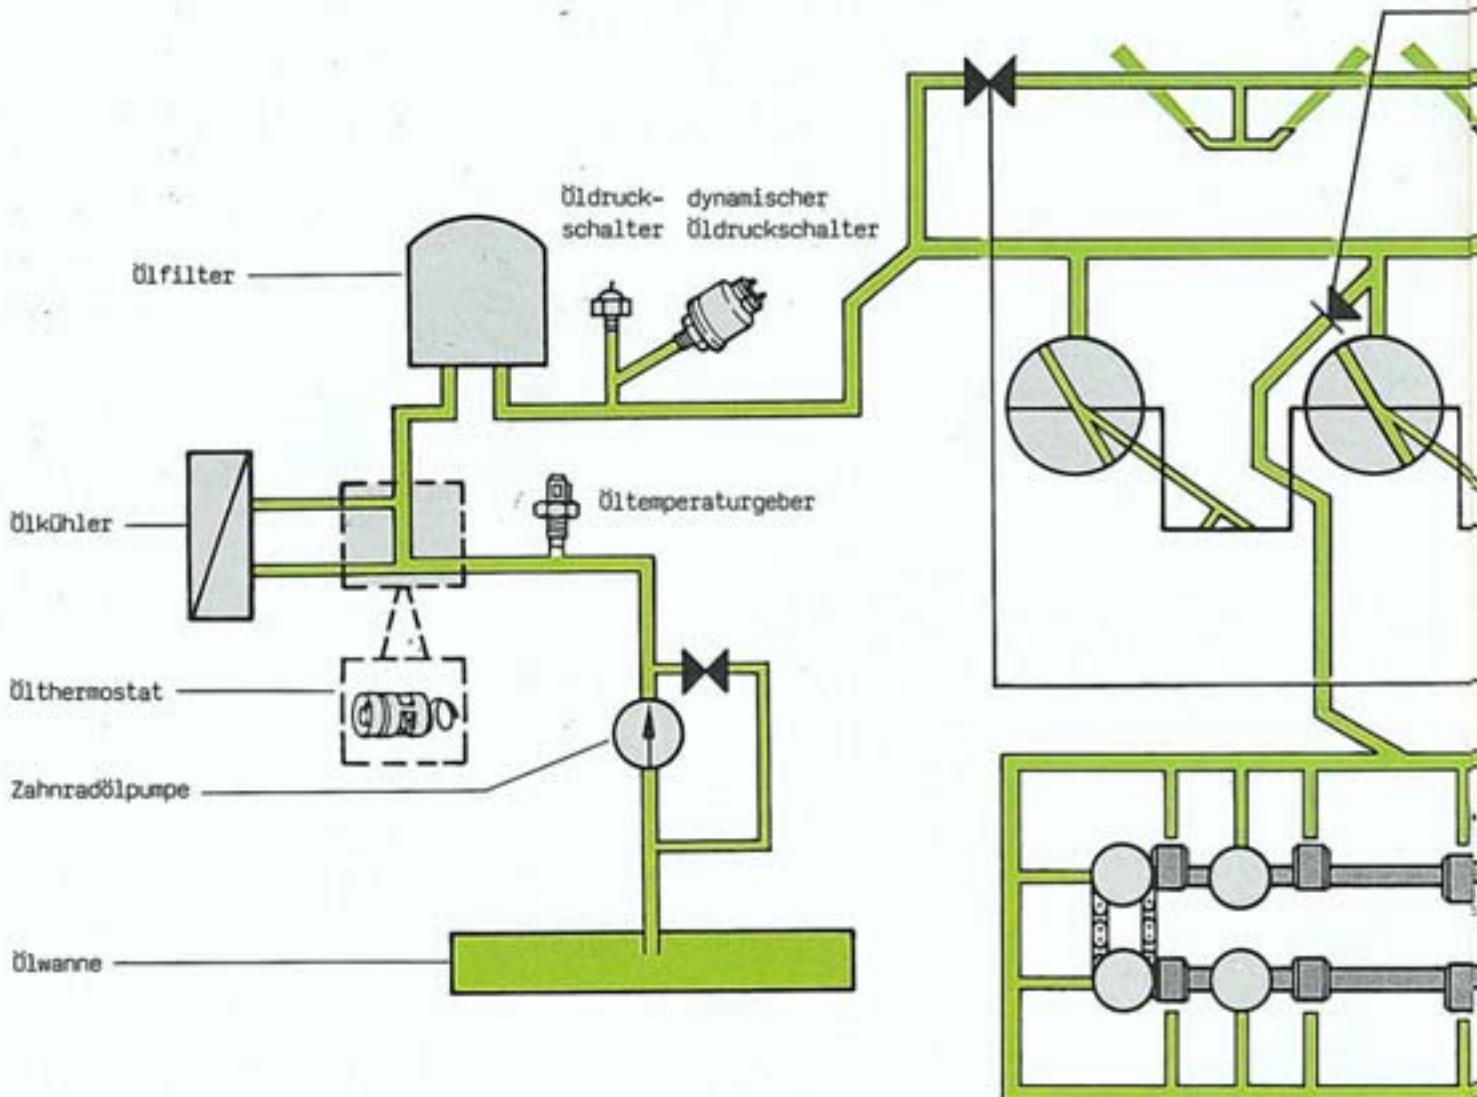 Öldruck-
schalter
dynamischer
Öldruckschalter
Ölfilter
Öltemperaturgeber
Ölkühler
Ölthermostat
Zahnradölpumpe
Ölwanne